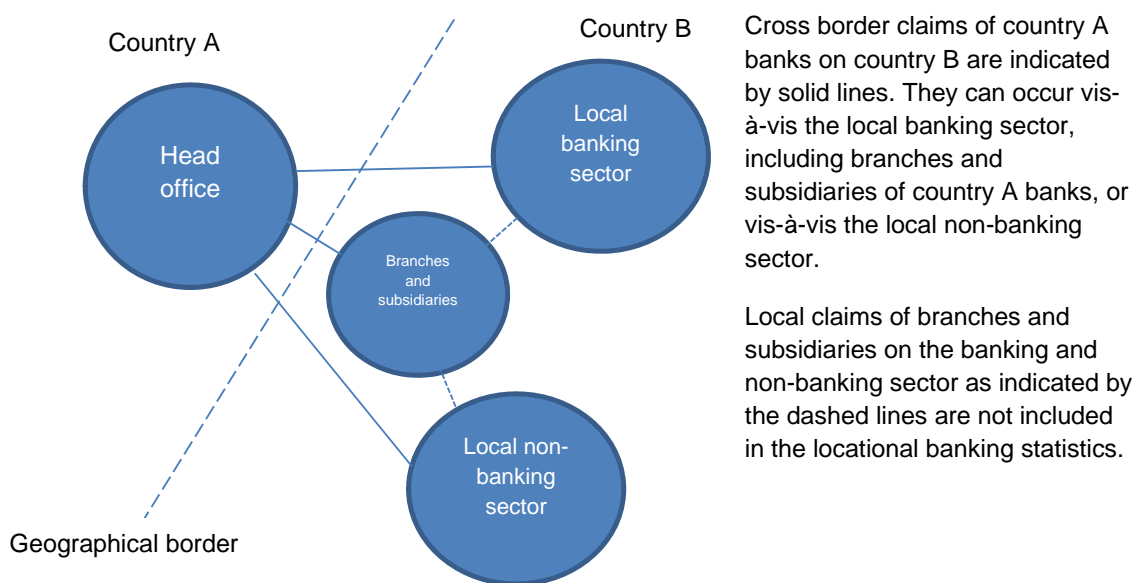 Country A
Country B
Head
office
Local
banking
sector
Branches
and
subsidiaries
Local non-
banking
sector
Geographical border
Cross border claims of country A
banks on country B are indicated
by solid lines. They can occur vis-
à-vis the local banking sector,
including branches and
subsidiaries of country A banks, or
vis-à-vis the local non-banking
sector.
Local claims of branches and
subsidiaries on the banking and
non-banking sector as indicated by
the dashed lines are not included
in the locational banking statistics.